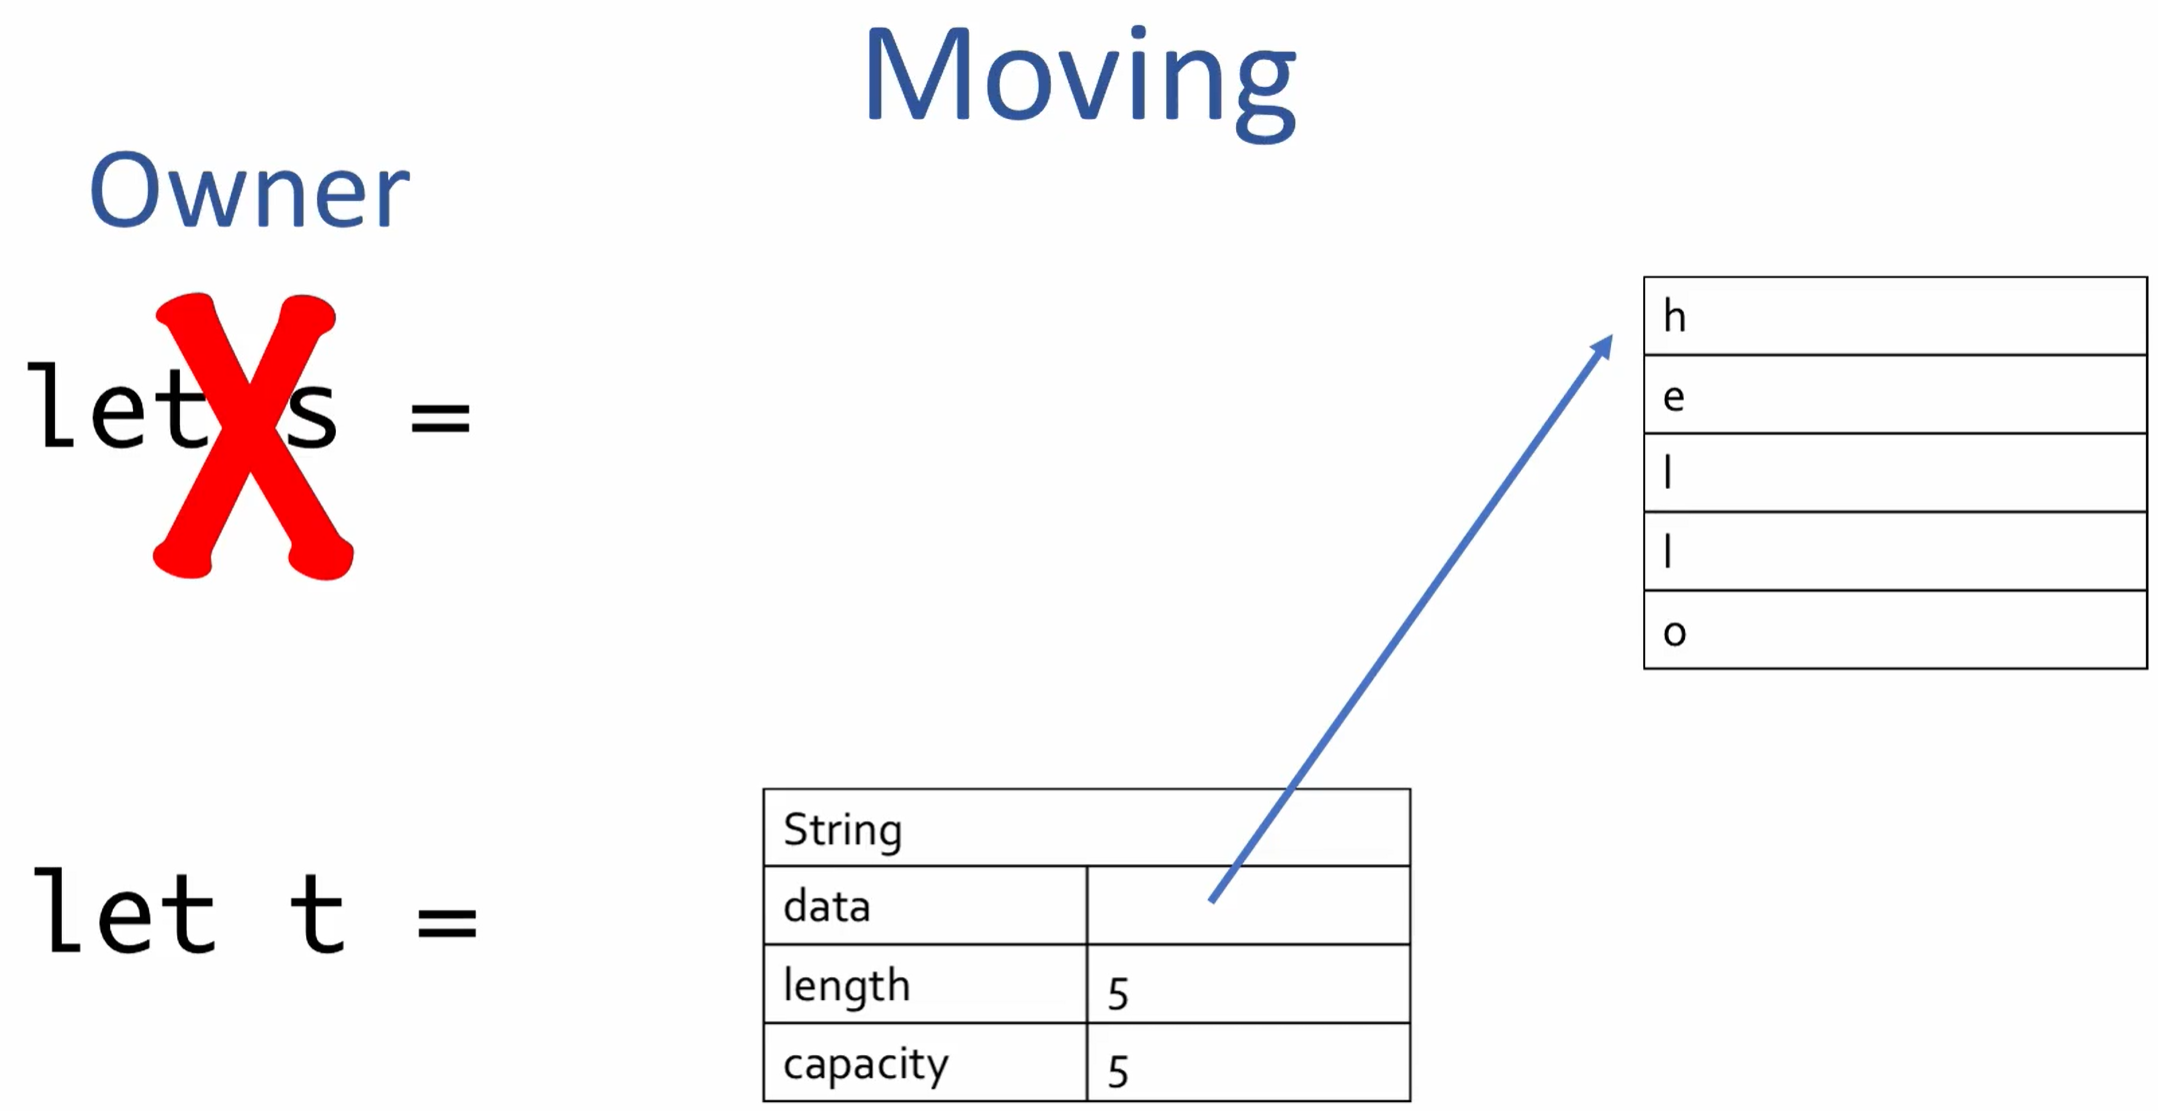 Moving
Owner
let s =
h
e
l
l
o
let t =
String
data
length 5
capacity 5